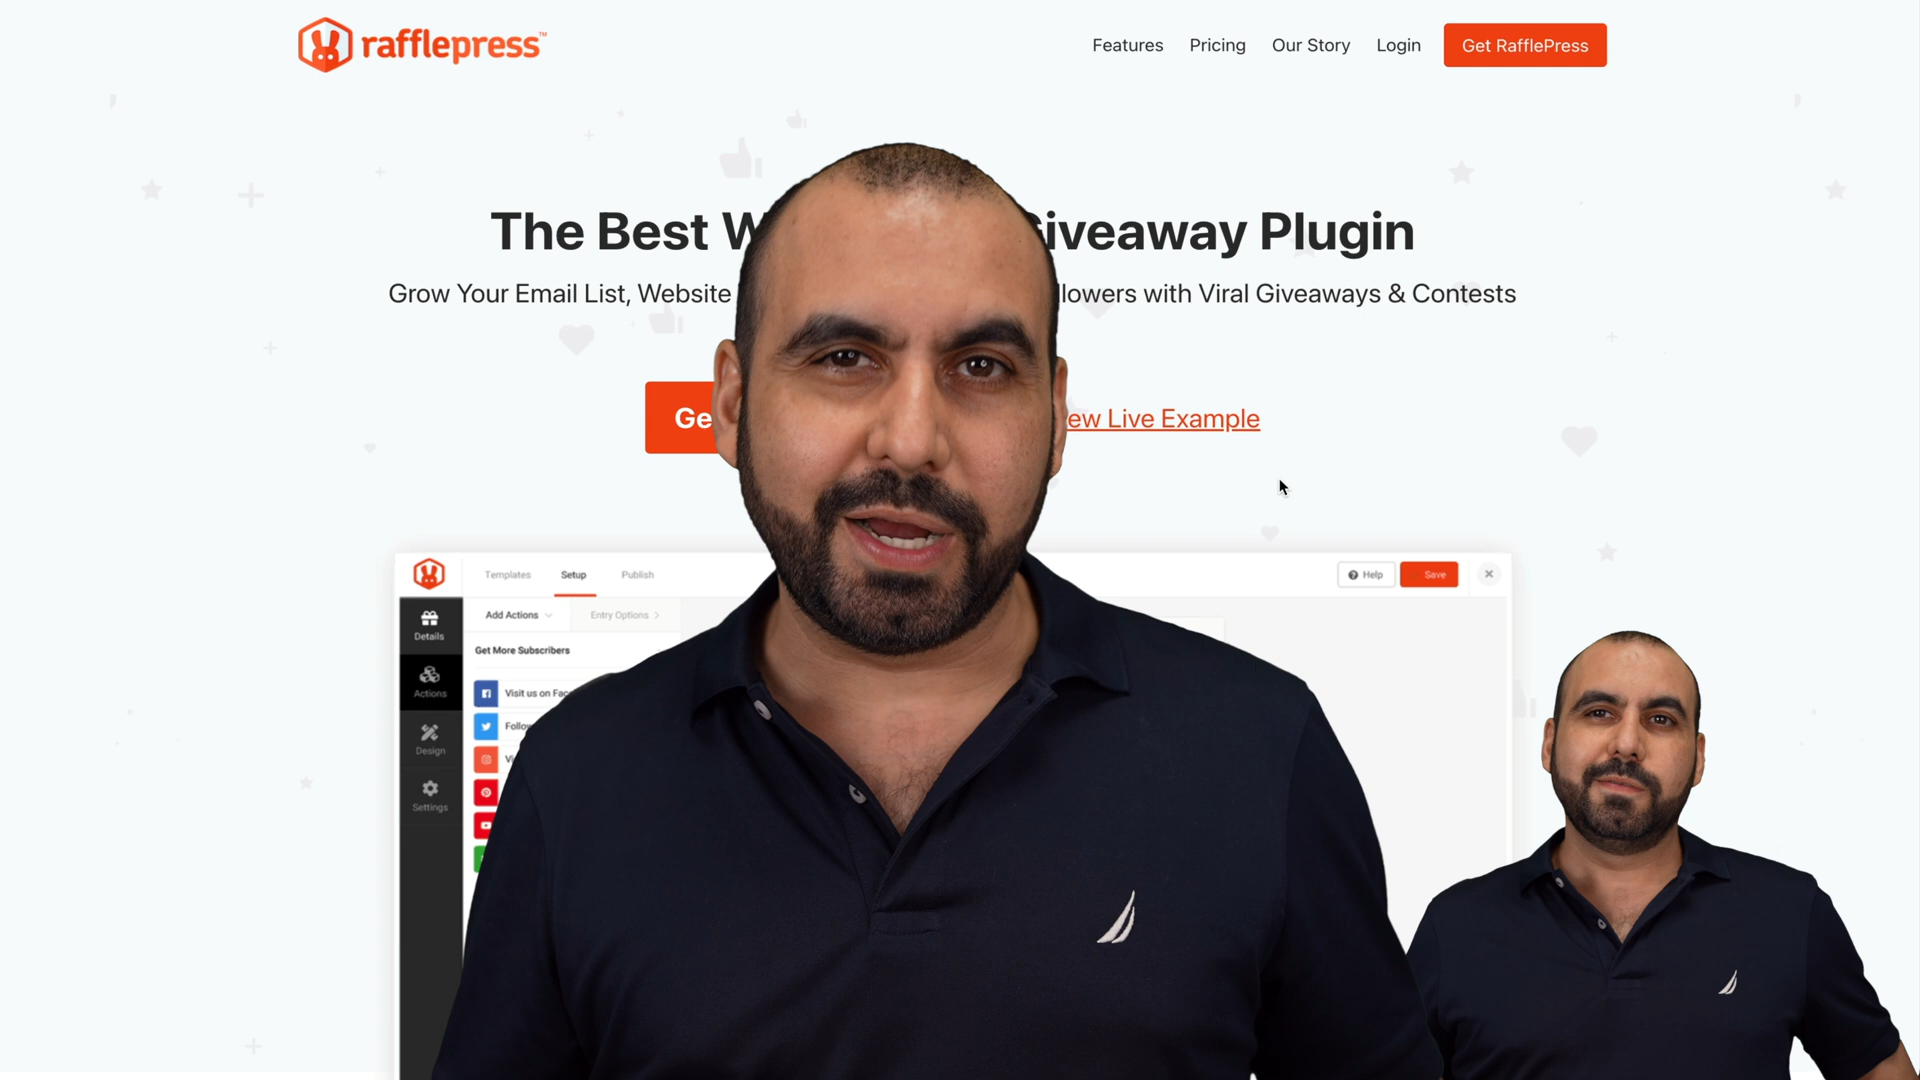 rafflepress™
Features Pricing Our Story Login Get RafflePress
The Best W iveaway Plugin
Grow Your Email List, Website llowers with Viral Giveaways & Contests
Ge ew Live Example
Templates Setup Publish Help Save
Add Actions Entry Options
Details
Get More Subscribers
Actions
Visit us on Fac
Follow
Design
Vi
Settings